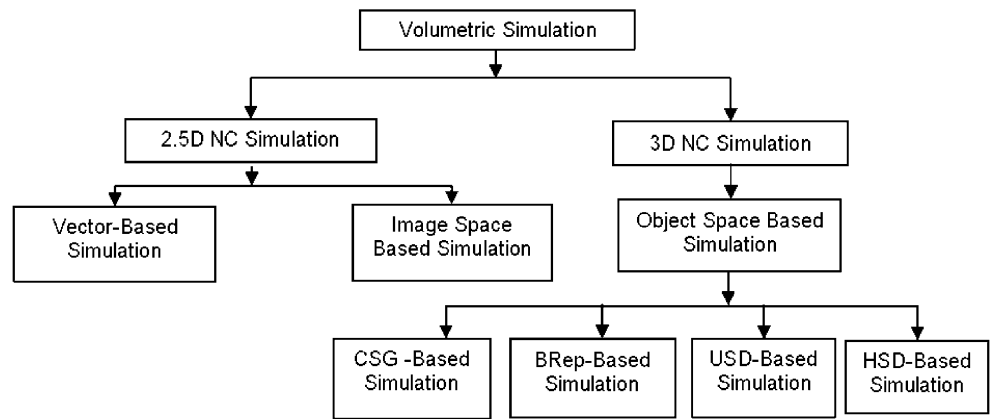 Volumetric Simulation
2.5D NC Simulation
3D NC Simulation
Vector-Based
Simulation
Image Space
Based Simulation
Object Space Based
Simulation
CSG -Based
Simulation
BRep-Based
Simulation
USD-Based
Simulation
HSD-Based
Simulation